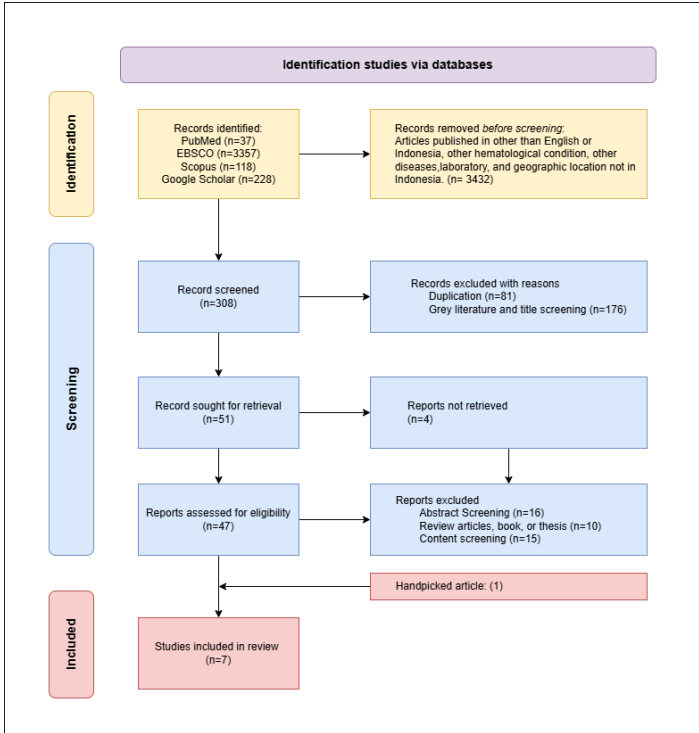 Identification studies via databases
Identification
Records identified:
PubMed (n=37)
EBSCO (n=3357)
Scopus (n=118)
Google Scholar (n=228)
Records removed before screening:
Articles published in other than English or
Indonesia, other hematological condition, other
diseases,laboratory, and geographic location not in
Indonesia. (n= 3432)
Screening
Record screened
(n=308)
Records excluded with reasons
Duplication (n=81)
Grey literature and title screening (n=176)
Record sought for retrieval
(n=51)
Reports not retrieved
(n=4)
Reports assessed for eligibility
(n=47)
Reports excluded
Abstract Screening (n=16)
Review articles, book, or thesis (n=10)
Content screening (n=15)
Handpicked article: (1)
Included
Studies included in review
(n=7)